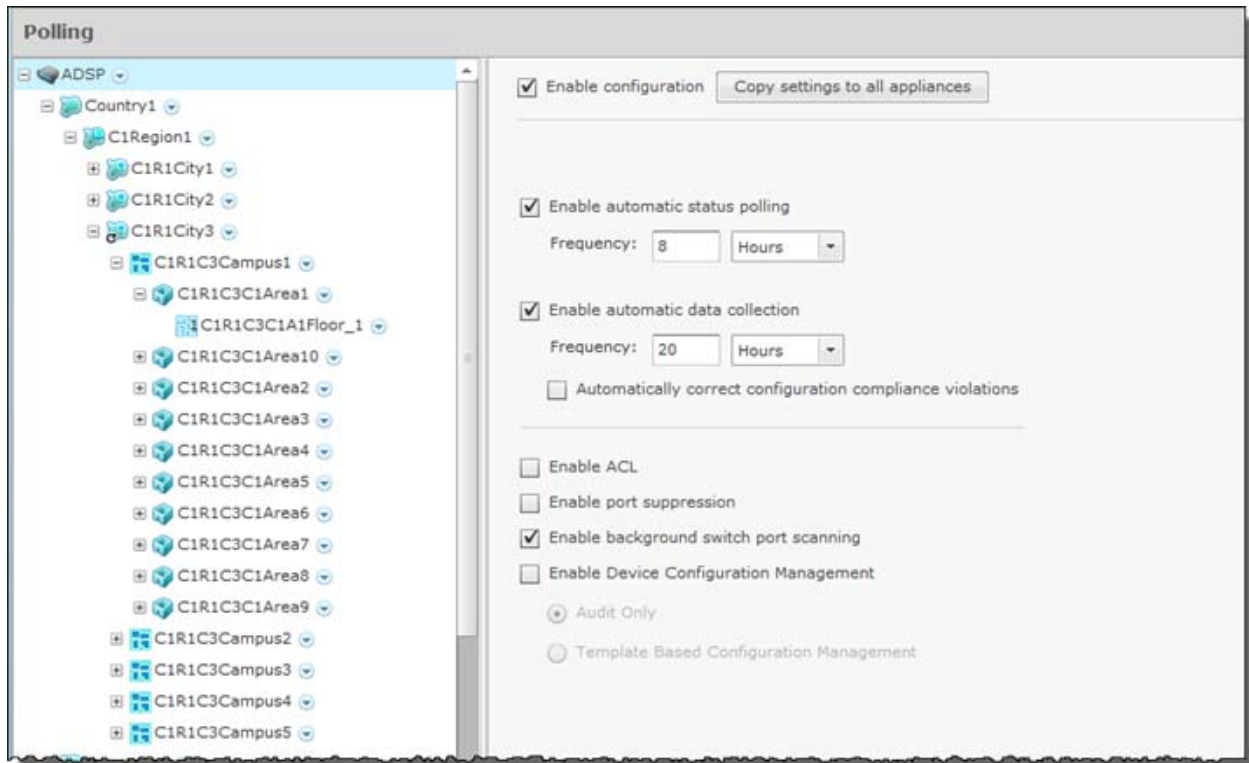 Polling
ADSP
Country1
C1Region1
C1R1City1
C1R1City2
C1R1City3
C1R1C3Campus1
C1R1C3C1Area1
C1R1C3C1A1Floor_1
C1R1C3C1Area10
C1R1C3C1Area2
C1R1C3C1Area3
C1R1C3C1Area4
C1R1C3C1Area5
C1R1C3C1Area6
C1R1C3C1Area7
C1R1C3C1Area8
C1R1C3C1Area9
C1R1C3Campus2
C1R1C3Campus3
C1R1C3Campus4
C1R1C3Campus5
Enable configuration Copy settings to all appliances
Enable automatic status polling
Frequency: 8 Hours
Enable automatic data collection
Frequency: 20 Hours
Automatically correct configuration compliance violations
Enable ACL
Enable port suppression
Enable background switch port scanning
Enable Device Configuration Management
Audit Only
Template Based Configuration Management